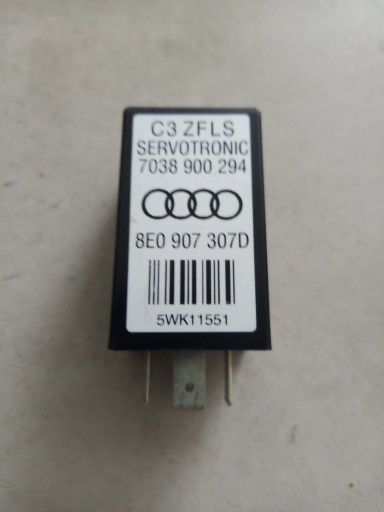 C3 ZFLS
SERVOTRONIC
7038 900 294
8E0 907 307D
5WK11551